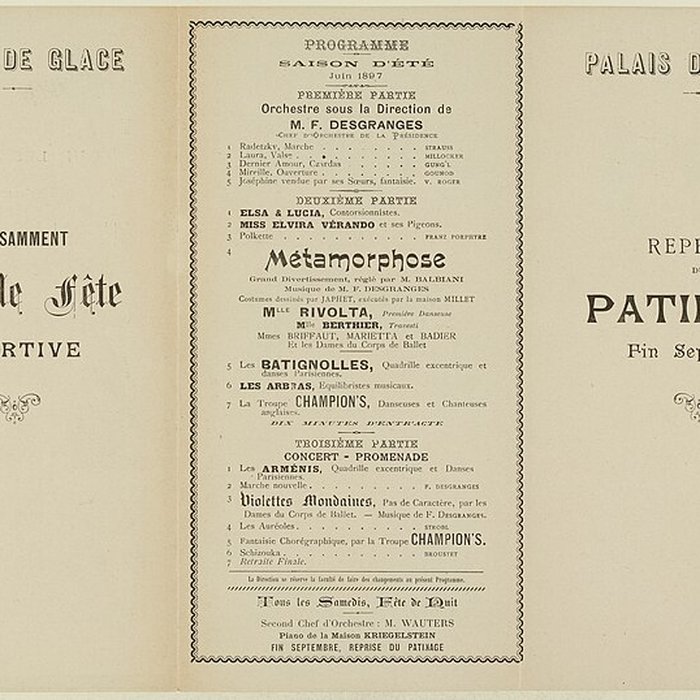 DE GLACE
SAMMENT
de Fête
RTIVE
PROGRAMME
SAISON D'ÉTÉ
Juin 1897
PREMIÈRE PARTIE
Orchestre sous la Direction de
M. F. DESGRANGES
CHEF D'ORCHESTRE DE LA PRÉSIDENCE
1 Radetzky, Marche . . . . . . . . STRAUSS
2 Laura, Valse . . . . . . . . . . MILLOCKER
3 Dernier Amour, Czardas . . . . . GUNG'L
4 Mireille, Ouverture . . . . . . . GOUNOD
5 Joséphine vendue par ses Sœurs, fantaisie. V. ROGER
DEUXIÈME PARTIE
1 ELSA & LUCIA, Contorsionnistes.
2 MISS ELVIRA VÉRANDO et ses Pigeons.
3 Polkette . . . . . . . . . FRANZ PORPHYRE
4 Métamorphose
Grand Divertissement, réglé par M. BALBIANI
Musique de M. F. DESGRANGES
Costumes dessinés par JAPHET, exécutés par la maison MILLET
MLLE RIVOLTA, Première Danseuse
Mlle BERTHIER, Travesti
Mmes BRIFFAUT, MARIETTA et BADIER
Et les Dames du Corps de Ballet
5 Les BATIGNOLLES, Quadrille excentrique et
danses Parisiennes.
6 LES ARBRAS, Equilibristes musicaux.
7 La Troupe CHAMPION'S, Danseuses et Chanteuses
anglaises.
DIX MINUTES D'ENTR'ACTE
TROISIÈME PARTIE
CONCERT - PROMENADE
1 Les ARMÉNIS, Quadrille excentrique et Danses
Parisiennes.
2 Marche nouvelle . . . . . . . . F. DESGRANGES
3 Violettes Mondaines, Pas de Caractère, par les
Dames du Corps de Ballet. — Musique de F. DESGRANGES.
4 Les Auréoles . . . . . . . . . STROBL
5 Fantaisie Chorégraphique, par la Troupe CHAMPION'S.
6 Schizouka . . . . . . . . . . BROUSTET
7 Retraite Finale.
La Direction se réserve la faculté de faire des changements au présent Programme.
Tous les Samedis, Fête de Nuit
Second Chef d'Orchestre : M. WAUTERS
Piano de la Maison KRIEGELSTEIN
FIN SEPTEMBRE, REPRISE DU PATINAGE
PALAIS D
REP
D
PATI
Fin Sep